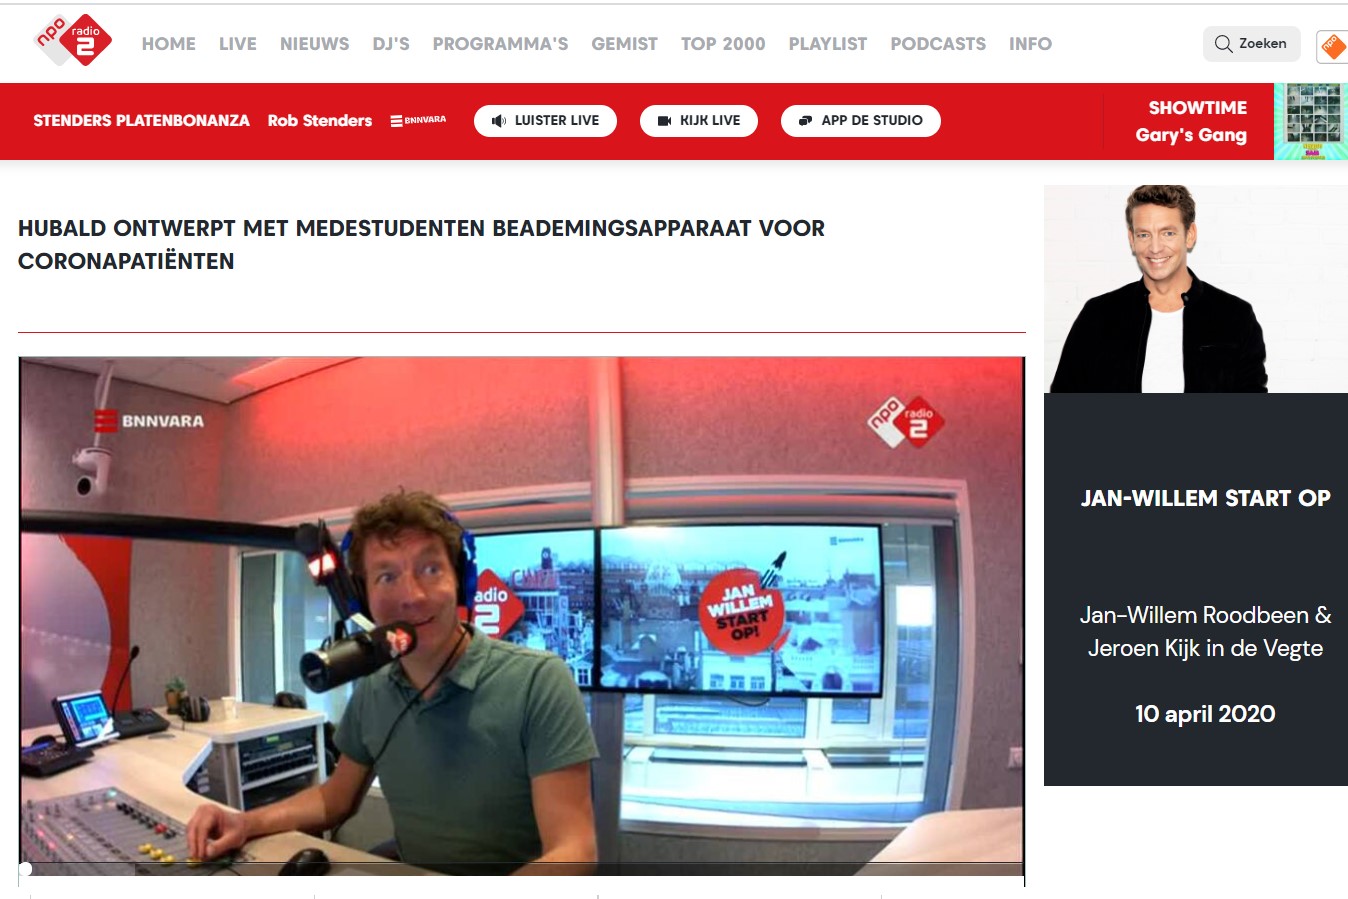 npo radio 2
HOME LIVE NIEUWS DJ'S PROGRAMMA'S GEMIST TOP 2000 PLAYLIST PODCASTS INFO
Zoeken
npo
STENDERS PLATENBONANZA Rob Stenders BNNVARA
LUISTER LIVE KIJK LIVE APP DE STUDIO
SHOWTIME
Gary's Gang
HUBALD ONTWERPT MET MEDESTUDENTEN BEADEMINGSAPPARAAT VOOR
CORONAPATIËNTEN
BNNVARA
npo radio 2
adio
2
JAN
WILLEM
START
OP!
JAN-WILLEM START OP
Jan-Willem Roodbeen &
Jeroen Kijk in de Vegte
10 april 2020